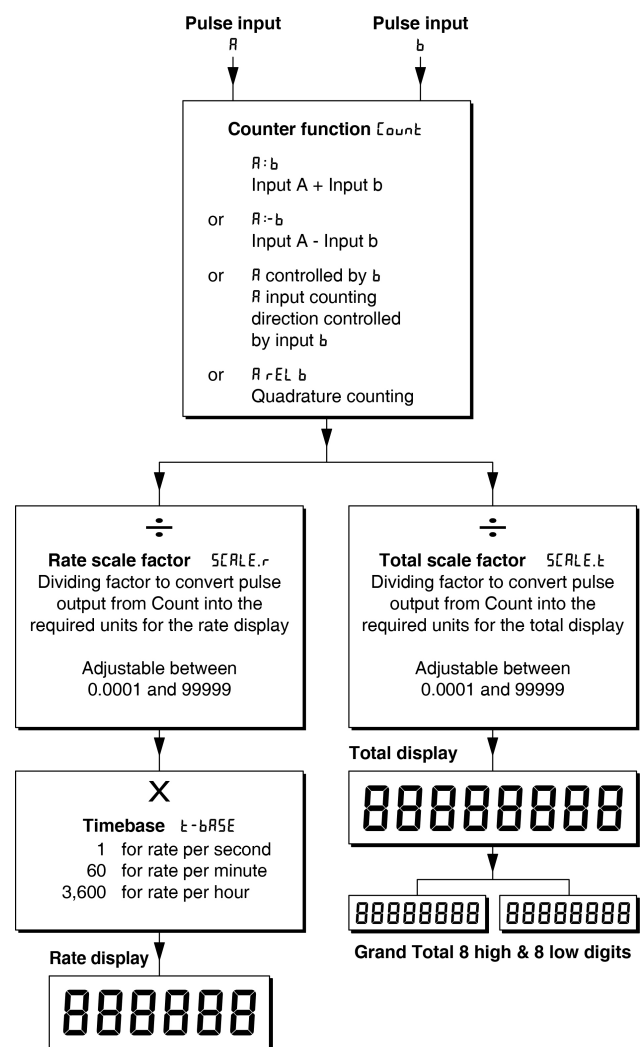 Pulse input
A
Pulse input
b
Counter function Count
A:b
Input A + Input b
or A:-b
Input A - Input b
or A controlled by b
A input counting
direction controlled
by input b
or A rEL b
Quadrature counting
÷
Rate scale factor SCALE.r
Dividing factor to convert pulse
output from Count into the
required units for the rate display
Adjustable between
0.0001 and 99999
÷
Total scale factor SCALE.t
Dividing factor to convert pulse
output from Count into the
required units for the total display
Adjustable between
0.0001 and 99999
X
Timebase t-bASE
1 for rate per second
60 for rate per minute
3,600 for rate per hour
Rate display
888888
Total display
88888888
88888888 88888888
Grand Total 8 high & 8 low digits